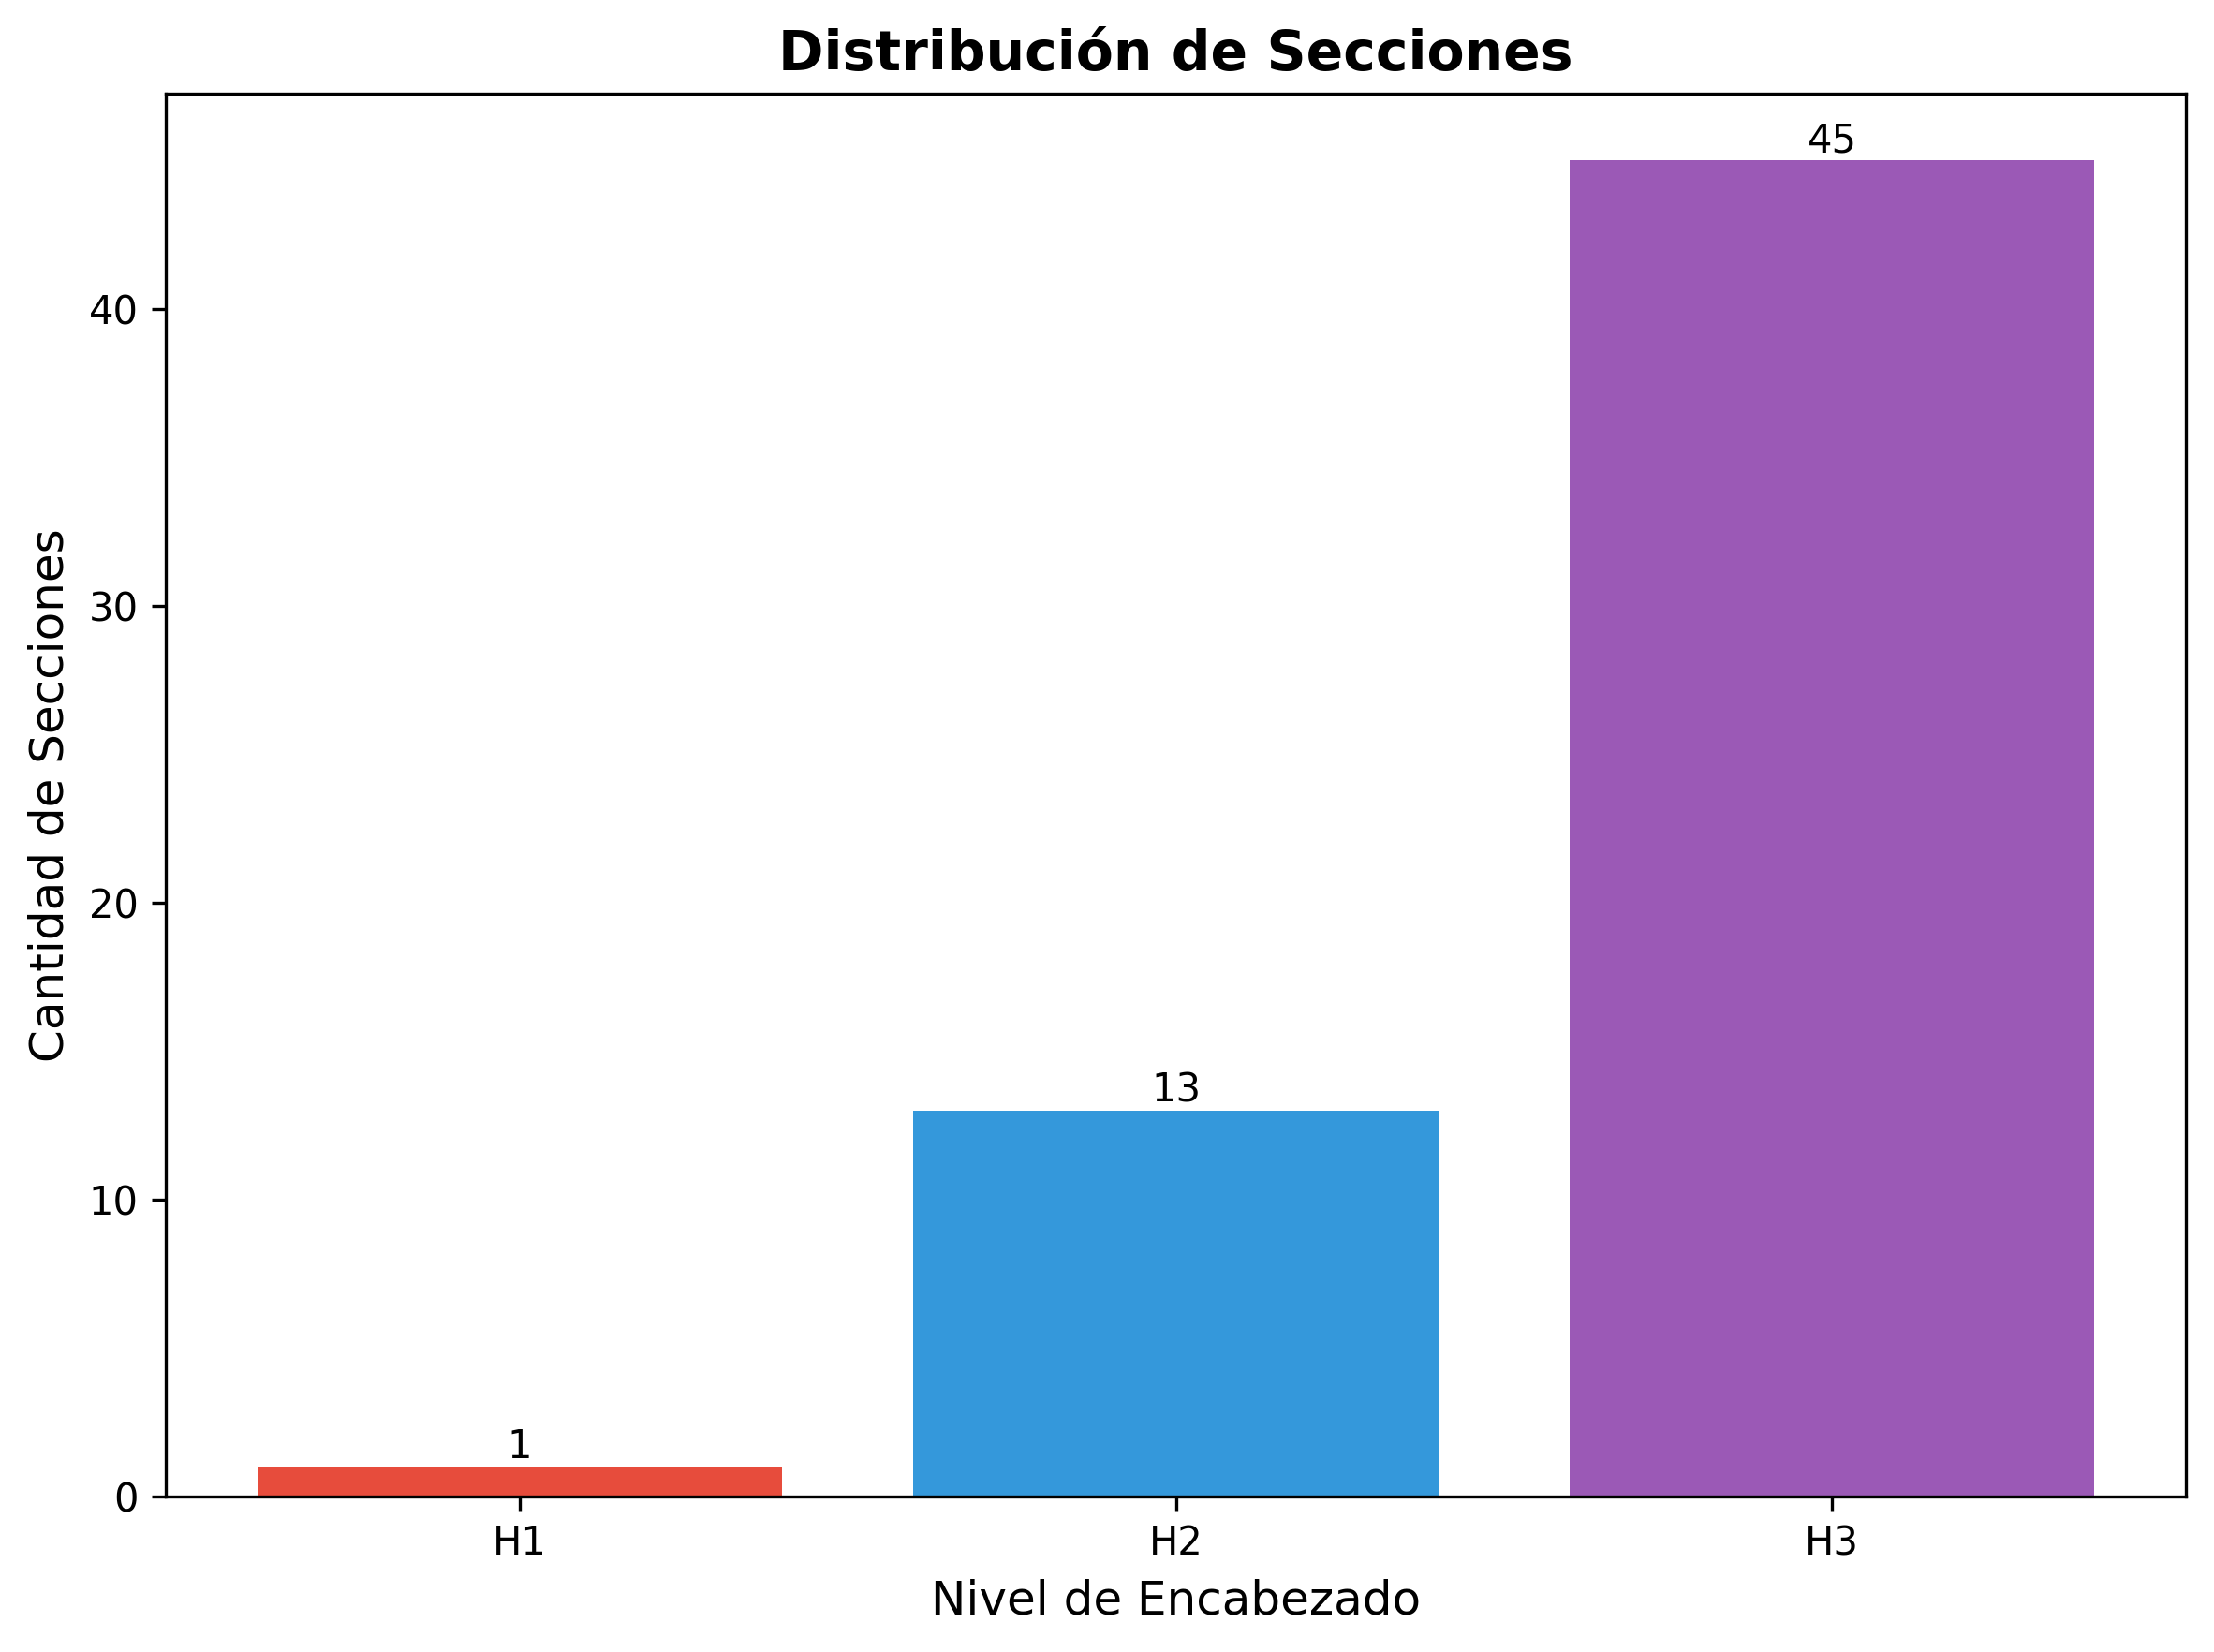 Distribución de Secciones
Cantidad de Secciones
40
30
20
10
0
1
13
45
H1
H2
H3
Nivel de Encabezado